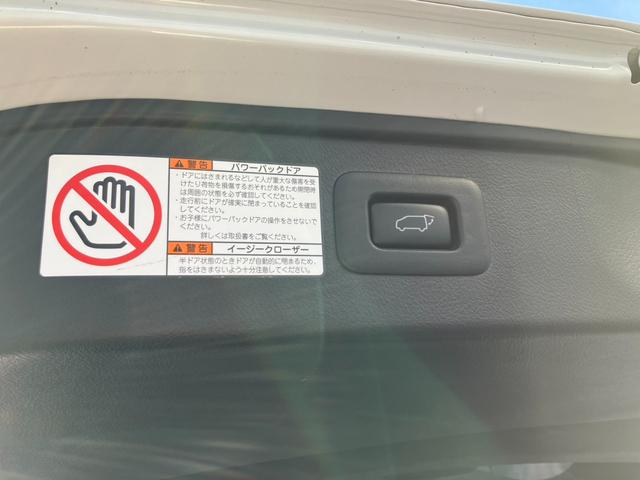 警告 パワーバックドア
・ドアにはさまれるなどして人が重大な傷害を受
けたり荷物を損傷するおそれがあるため開閉時
は周囲の状態を必ず確認してください。
・走行前にドアが確実に閉まっていることを確認
してください。
・お子様にパワーバックドアの操作をさせないで
ください。
詳しくは取扱書をご覧ください。
警告 イージークローザー
半ドア状態のときドアが自動的に閉まるため、
指をはさまないよう十分注意してください。